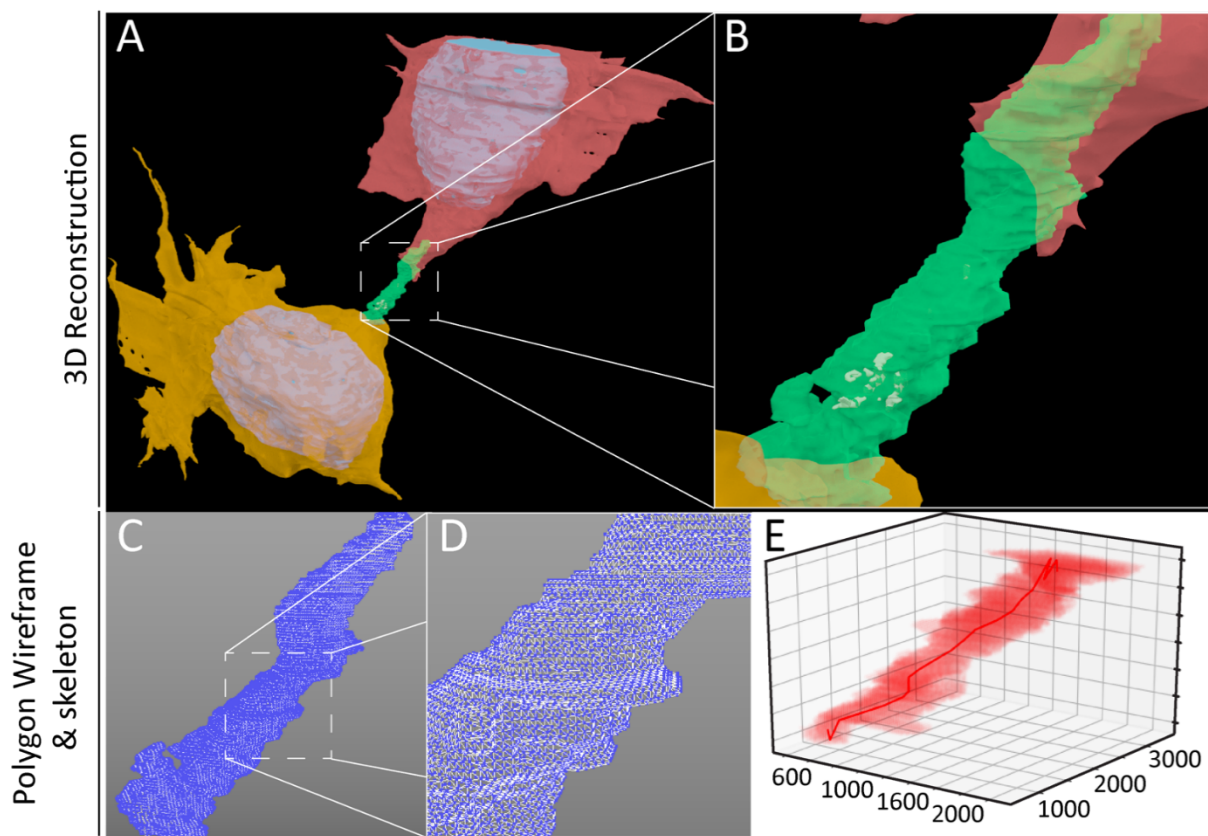 3D Reconstruction
A
B
Polygon Wireframe
& skeleton
C
D
E
600
1000
1600
2000
1000
2000
3000